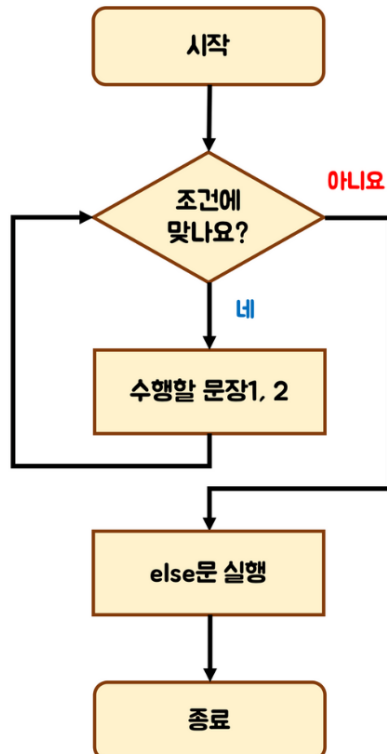 시작
조건에
맞나요?
아니요
네
수행할 문장1, 2
else문 실행
종료